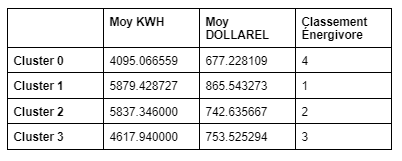 Moy KWH Moy DOLLAREL Classement Énergivore
Cluster 0 4095.066559 677.228109 4
Cluster 1 5879.428727 865.543273 1
Cluster 2 5837.346000 742.635667 2
Cluster 3 4617.940000 753.525294 3